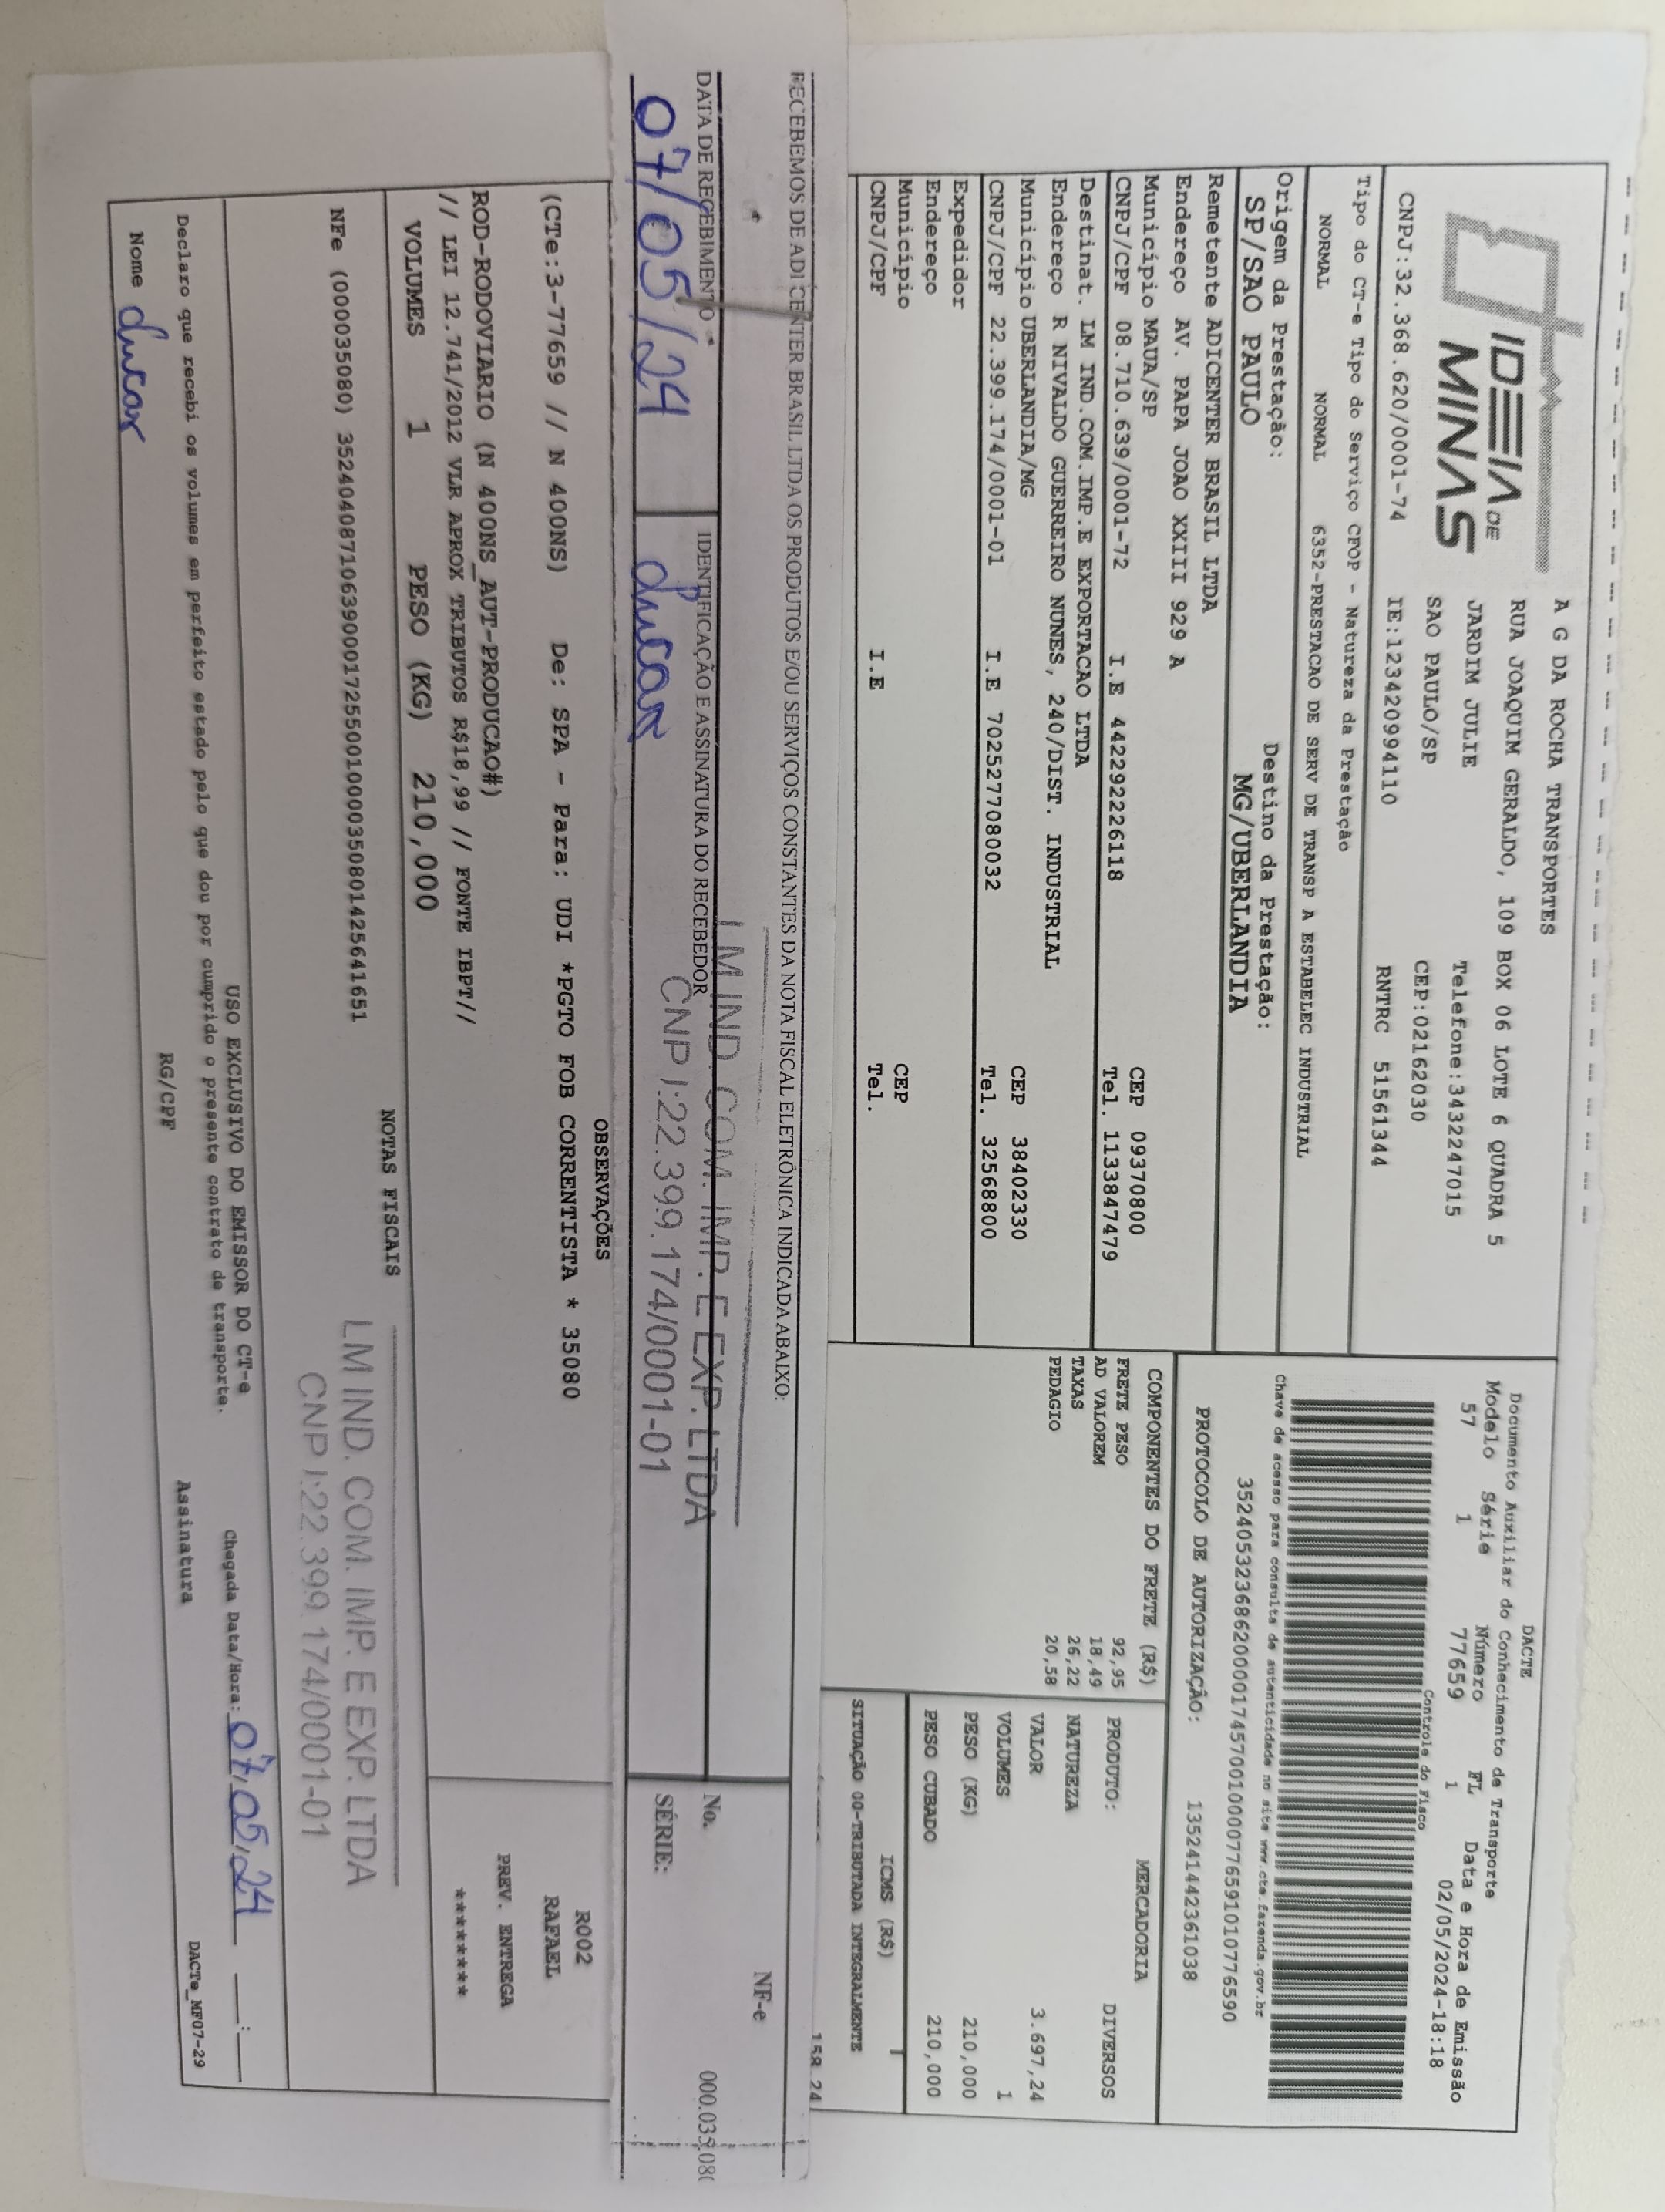 IDEIA DE
MINAS
A G DA ROCHA TRANSPORTES
RUA JOAQUIM GERALDO, 109 BOX 06 LOTE 6 QUADRA 5
JARDIM JULIE Telefone:34322247015
SAO PAULO/SP CEP:02162030
CNPJ:32.368.620/0001-74 IE:123420994110 RNTRC 51561344
Tipo do CT-e Tipo do Serviço CFOP - Natureza da Prestação
NORMAL NORMAL 6352-PRESTACAO DE SERV DE TRANSP A ESTABELEC INDUSTRIAL
Origem da Prestação: Destino da Prestação:
SP/SAO PAULO MG/UBERLANDIA
DACTE
Documento Auxiliar do Conhecimento de Transporte
Modelo Série Número FL Data e Hora de Emissão
57 1 77659 1 02/05/2024-18:18
Controle do Fisco
Chave de acesso para consulta de autenticidade no site www.cte.fazenda.gov.br
35240532368620000174570010000776591010776590
PROTOCOLO DE AUTORIZAÇÃO: 135241442361038
Remetente ADICENTER BRASIL LTDA
Endereço AV. PAPA JOAO XXIII 929 A
Município MAUA/SP CEP 09370800
CNPJ/CPF 08.710.639/0001-72 I.E 442292226118 Tel. 1133847479
Destinat. LM IND.COM.IMP.E EXPORTACAO LTDA
Endereço R NIVALDO GUERREIRO NUNES, 240/DIST. INDUSTRIAL
Município UBERLANDIA/MG CEP 38402330
CNPJ/CPF 22.399.174/0001-01 I.E 7025277080032 Tel. 32568800
Expedidor
Endereço
Município CEP
CNPJ/CPF I.E Tel.
COMPONENTES DO FRETE (R$)
FRETE PESO 92,95
AD VALOREM 18,49
TAXAS 26,22
PEDAGIO 20,58
MERCADORIA
PRODUTO: DIVERSOS
NATUREZA
VALOR 3.697,24
VOLUMES 1
PESO (KG) 210,000
PESO CUBADO 210,000
ICMS (R$)
SITUAÇÃO 00-TRIBUTADA INTEGRALMENTE
158,24
RECEBEMOS DE ADI CENTER BRASIL LTDA OS PRODUTOS E/OU SERVIÇOS CONSTANTES DA NOTA FISCAL ELETRÔNICA INDICADA ABAIXO:
NF-e
DATA DE RECEBIMENTO IDENTIFICAÇÃO E ASSINATURA DO RECEBEDOR
07/05/24 Lucas
LM IND. COM. IMP. E EXP. LTDA
CNPJ:22.399.174/0001-01
No. 000.035.080
SÉRIE:
OBSERVAÇÕES
(CTe:3-77659 // N 400NS) De: SPA - Para: UDI *PGTO FOB CORRENTISTA * 35080
ROD-RODOVIARIO (N 400NS_AUT-PRODUCAO#)
// LEI 12.741/2012 VLR APROX TRIBUTOS R$18,99 // FONTE IBPT//
VOLUMES 1 PESO (KG) 210,000
R002
RAFAEL
PREV. ENTREGA
********
NOTAS FISCAIS
NFe (000035080) 35240408710639000172550010000350801425641651
LM IND. COM. IMP. E EXP. LTDA
CNPJ:22.399.174/0001-01
USO EXCLUSIVO DO EMISSOR DO CT-e
Declaro que recebi os volumes em perfeito estado pelo que dou por cumprido o presente contrato de transporte.
Chegada Data/Hora: 07/05/24 __:__
Nome Lucas RG/CPF Assinatura
DACTe_MF07-29